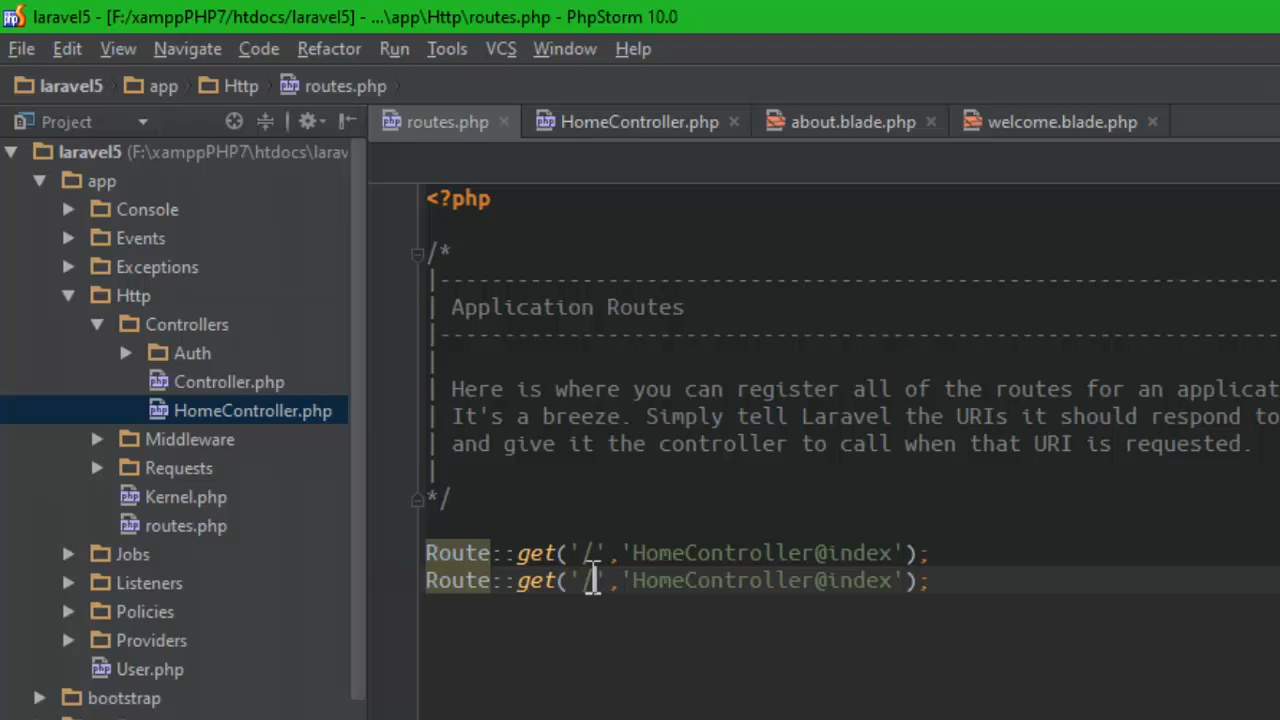 laravel5 - [F:/xamppPHP7/htdocs/laravel5] - ...\app\Http\routes.php - PhpStorm 10.0
File Edit View Navigate Code Refactor Run Tools VCS Window Help
laravel5 app Http routes.php
Project
routes.php HomeController.php about.blade.php welcome.blade.php
laravel5 (F:\xamppPHP7\htdocs\larav
app
Console
Events
Exceptions
Http
Controllers
Auth
Controller.php
HomeController.php
Middleware
Requests
Kernel.php
routes.php
Jobs
Listeners
Policies
Providers
User.php
bootstrap
<?php
/*
|--------------------------------------------------------------------------
| Application Routes
|--------------------------------------------------------------------------
|
| Here is where you can register all of the routes for an applicat
| It's a breeze. Simply tell Laravel the URIs it should respond to
| and give it the controller to call when that URI is requested.
|
*/
Route::get('/','HomeController@index');
Route::get('/','HomeController@index');